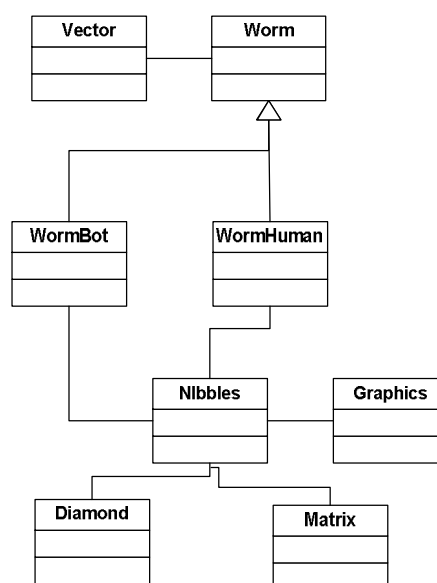 Vector
Worm
WormBot
WormHuman
NIbbles
Graphics
Diamond
Matrix